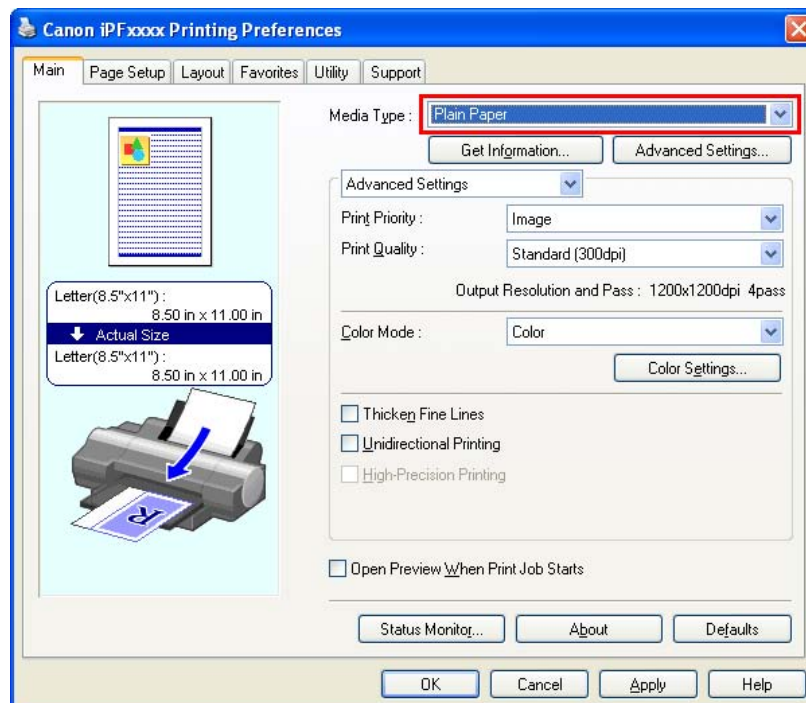 Canon iPFxxxx Printing Preferences
Main Page Setup Layout Favorites Utility Support
Media Type : Plain Paper
Get Information... Advanced Settings...
Advanced Settings
Print Priority : Image
Print Quality : Standard (300dpi)
Output Resolution and Pass : 1200x1200dpi 4pass
Letter(8.5"x11") :
8.50 in x 11.00 in
Actual Size
Letter(8.5"x11") :
8.50 in x 11.00 in
Color Mode : Color
Color Settings...
Thicken Fine Lines
Unidirectional Printing
High-Precision Printing
R
Open Preview When Print Job Starts
Status Monitor... About Defaults
OK Cancel Apply Help